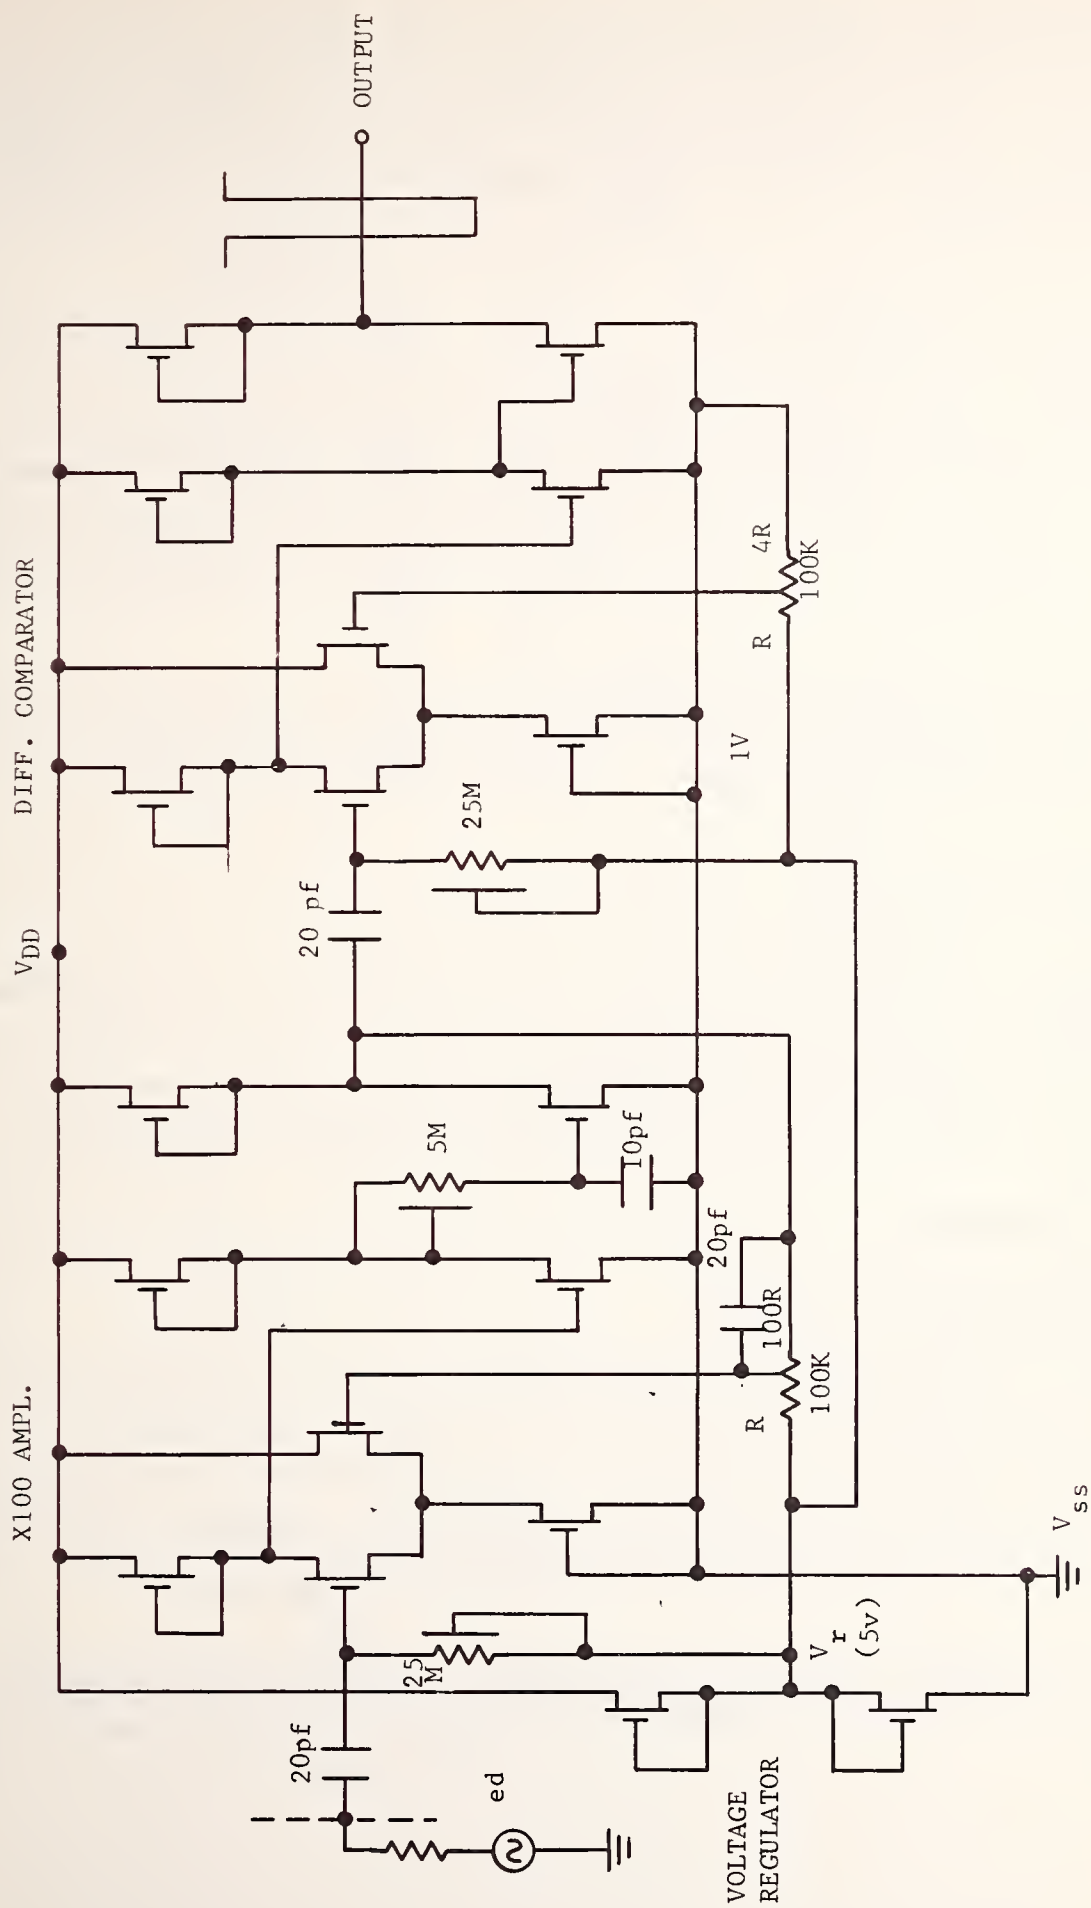 X100 AMPL.
VDD
DIFF. COMPARATOR
OUTPUT
20pf
25
M
ed
VOLTAGE
REGULATOR
Vr
(5v)
Vss
R
100K
100R
20pf
10pf
5M
20 pf
25M
1V
R
4R
100K